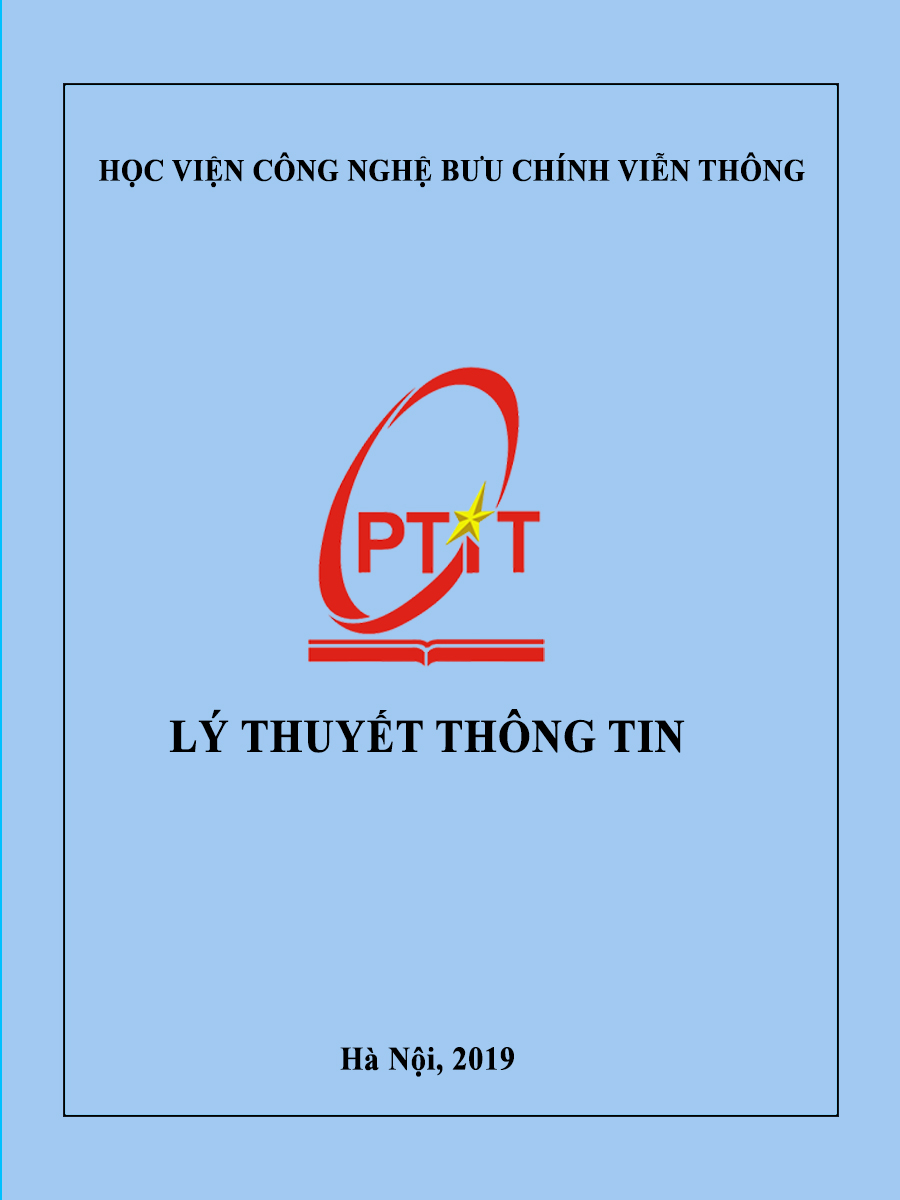 HỌC VIỆN CÔNG NGHỆ BƯU CHÍNH VIỄN THÔNG
PTIT
LÝ THUYẾT THÔNG TIN
Hà Nội, 2019